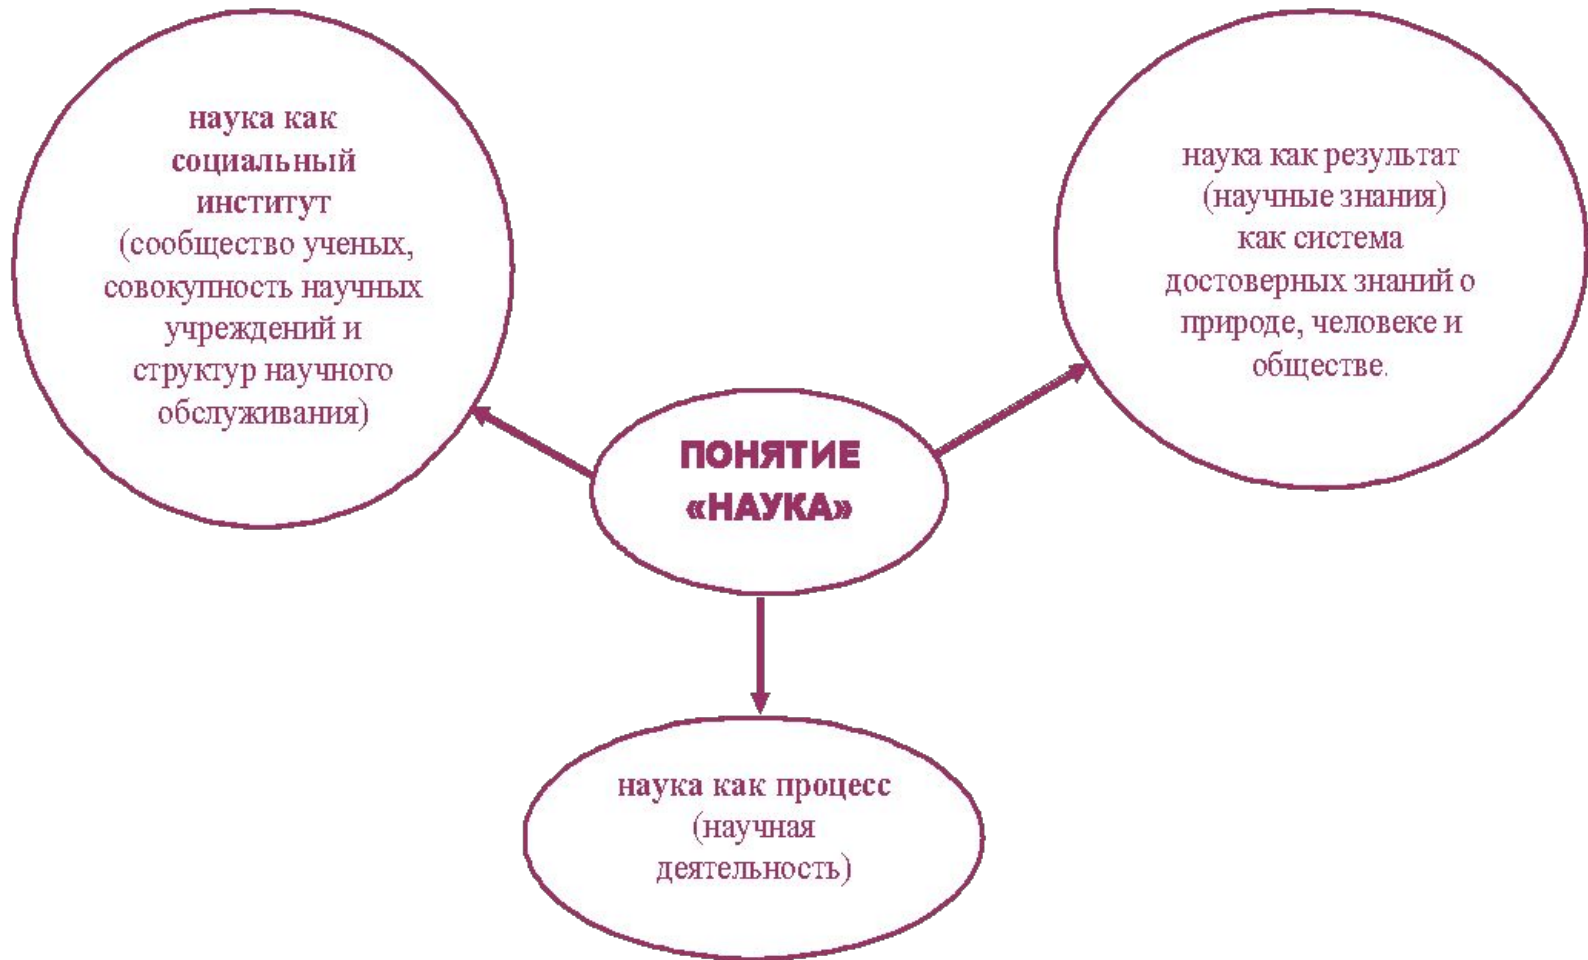 наука как
социальный
институт
(сообщество ученых,
совокупность научных
учреждений и
структур научного
обслуживания)
наука как результат
(научные знания)
как система
достоверных знаний о
природе, человеке и
обществе.
ПОНЯТИЕ
«НАУКА»
наука как процесс
(научная
деятельность)